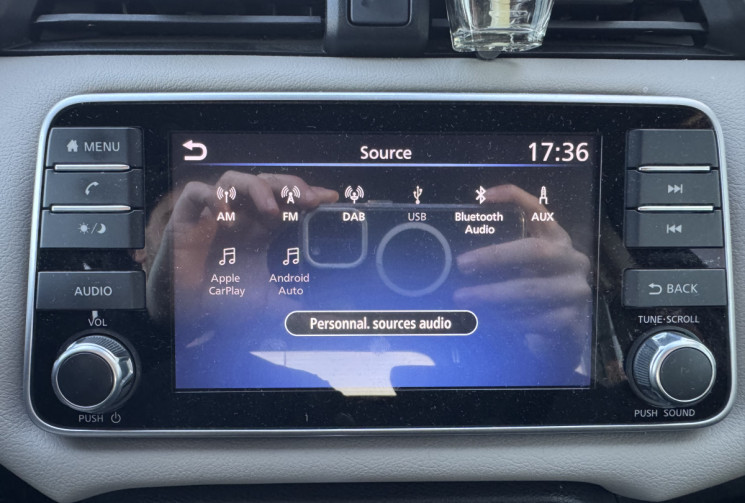 MENU
Source 17:36
AM FM DAB USB Bluetooth Audio AUX
Apple CarPlay Android Auto
Personnal. sources audio
AUDIO
VOL
PUSH
BACK
TUNE·SCROLL
PUSH SOUND